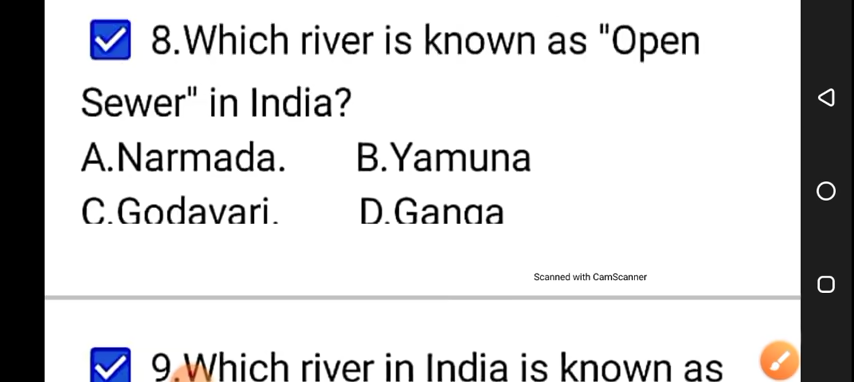 8.Which river is known as "Open
Sewer" in India?
A.Narmada. B.Yamuna
C.Godavari. D.Ganga
Scanned with CamScanner
9.Which river in India is known as